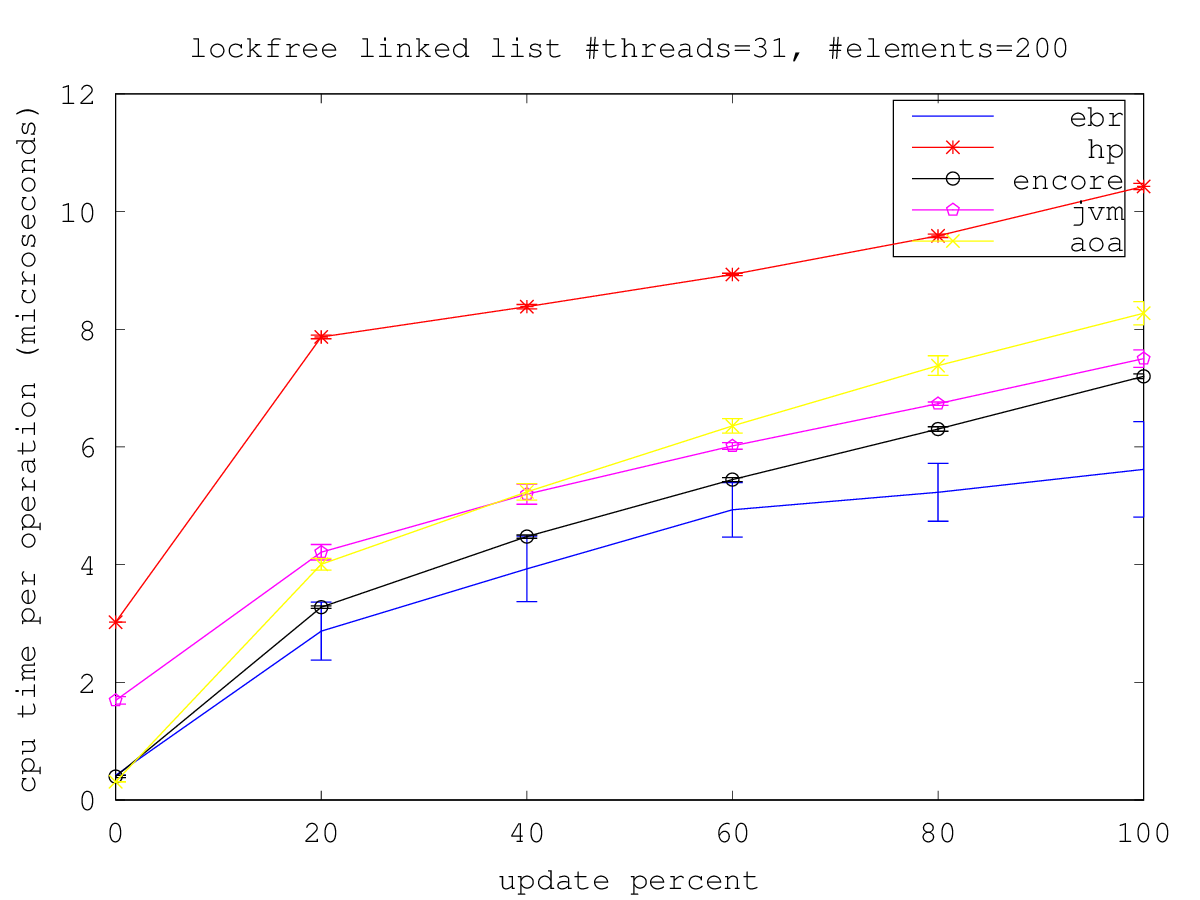 lockfree linked list #threads=31, #elements=200
cpu time per operation (microseconds)
12
10
8
6
4
2
0
ebr
hp
encore
jvm
aoa
0 20 40 60 80 100
update percent